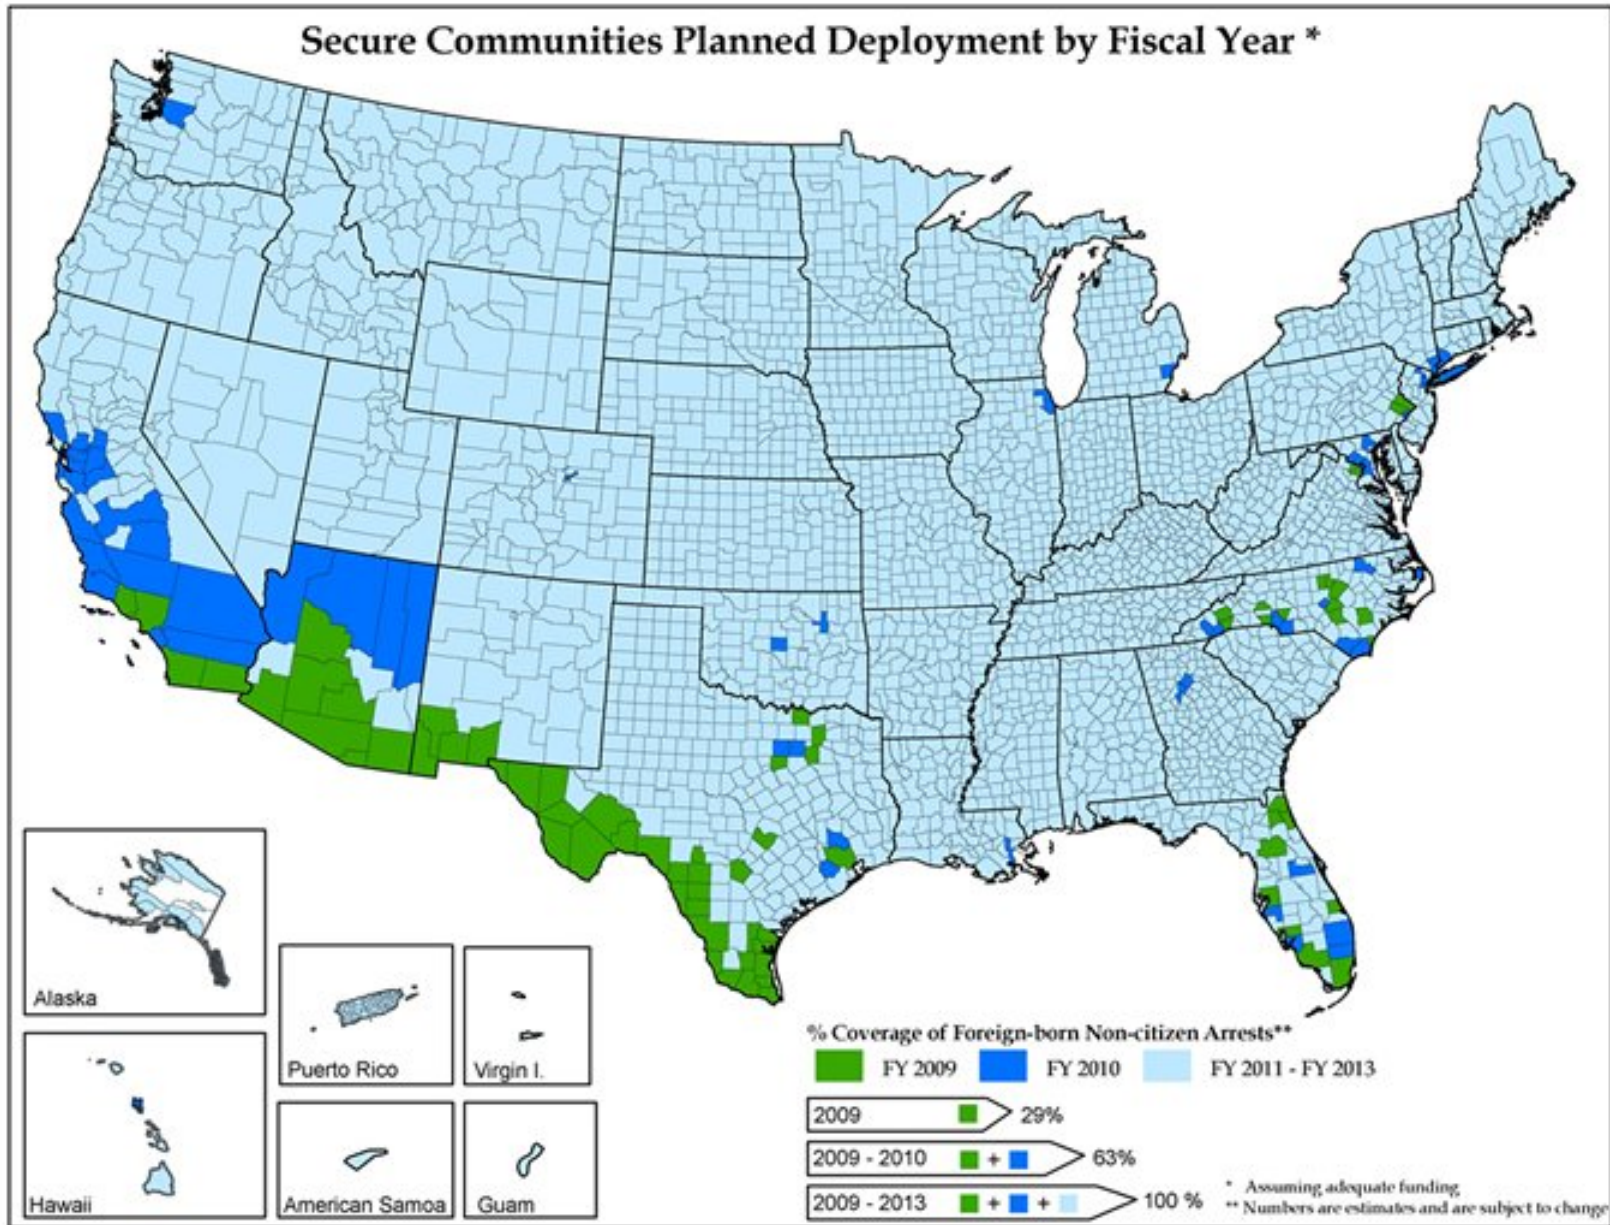 Secure Communities Planned Deployment by Fiscal Year *
Alaska
Puerto Rico
Virgin I.
Hawaii
American Samoa
Guam
% Coverage of Foreign-born Non-citizen Arrests**
FY 2009 FY 2010 FY 2011 - FY 2013
2009 29%
2009 - 2010 + 63%
2009 - 2013 + + 100 %
* Assuming adequate funding
** Numbers are estimates and are subject to change